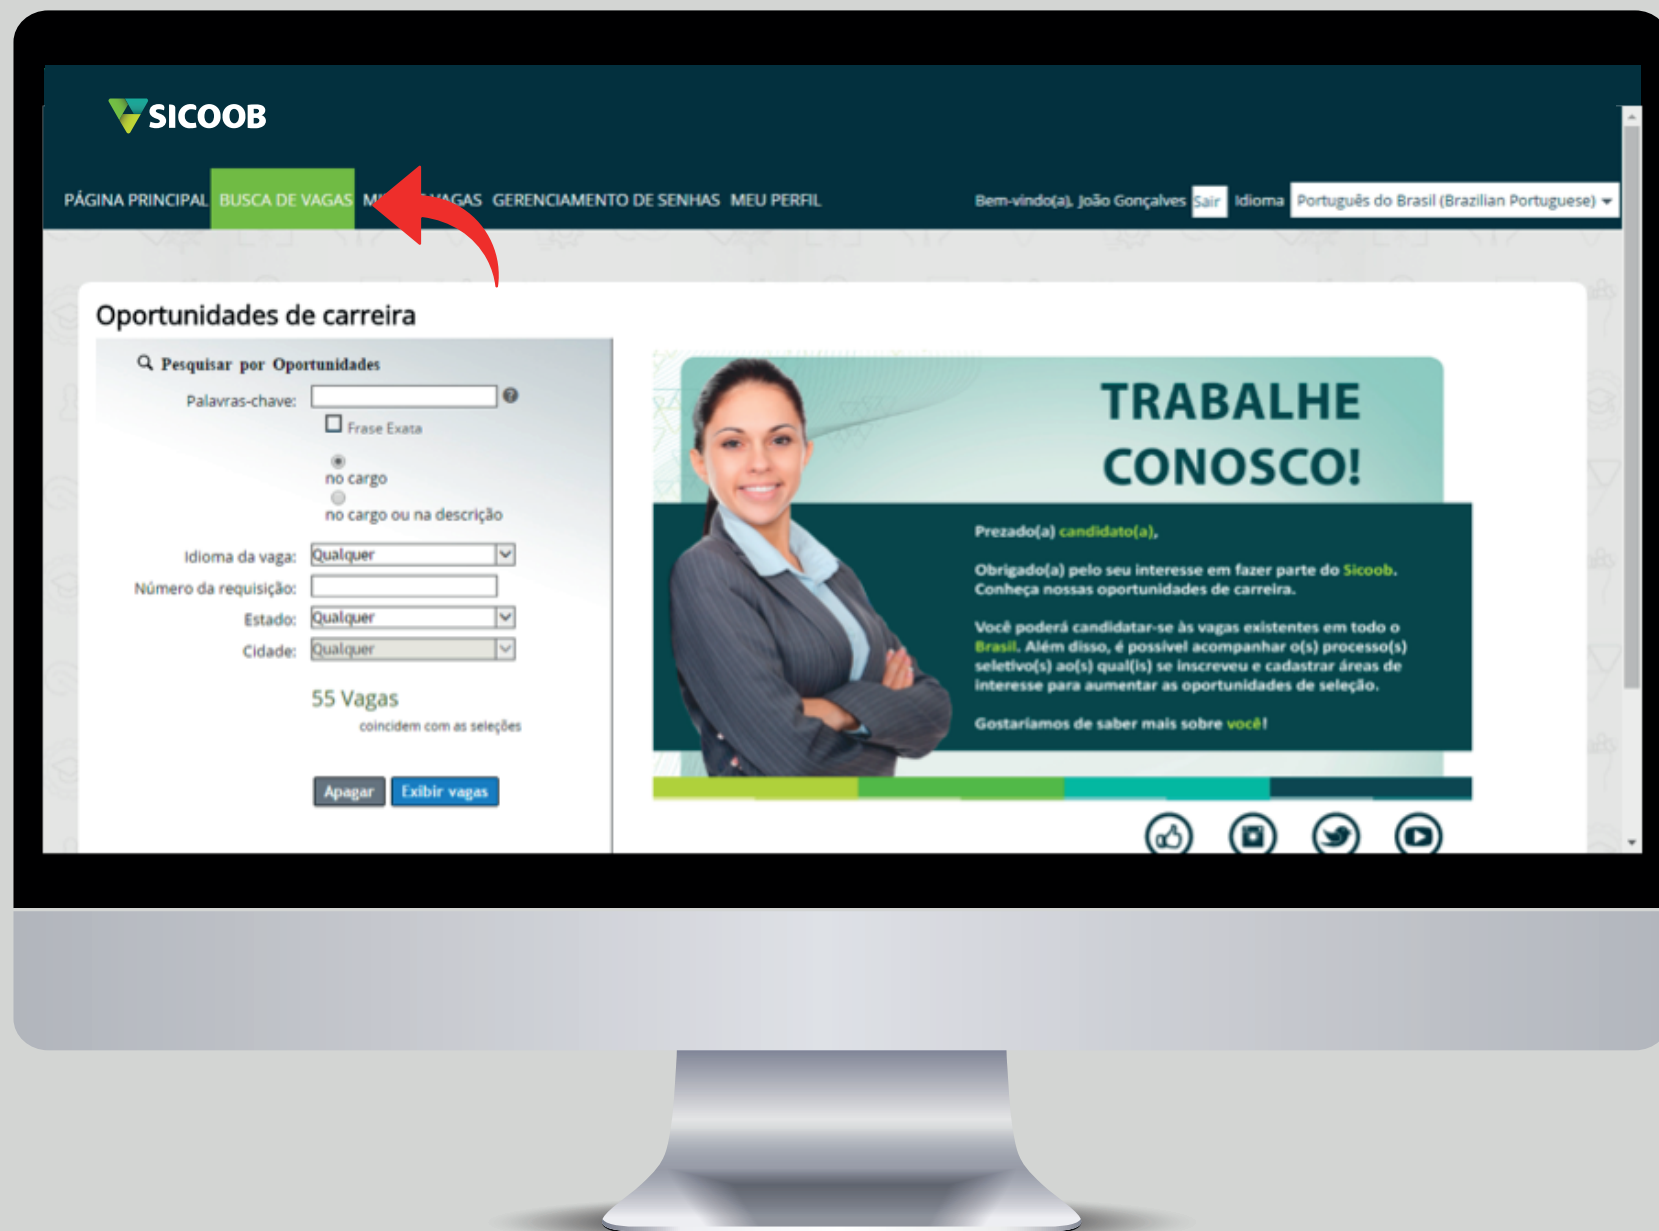 SICOOB
PÁGINA PRINCIPAL BUSCA DE VAGAS VAGAS GERENCIAMENTO DE SENHAS MEU PERFIL
Bem-vindo(a), João Gonçalves Sair Idioma Português do Brasil (Brazilian Portuguese)
Oportunidades de carreira
Pesquisar por Oportunidades
Palavras-chave:
Frase Exata
no cargo
no cargo ou na descrição
Idioma da vaga: Qualquer
Número da requisição:
Estado: Qualquer
Cidade: Qualquer
55 Vagas
coincidem com as seleções
Apagar Exibir vagas
TRABALHE
CONOSCO!
Prezado(a) candidato(a),
Obrigado(a) pelo seu interesse em fazer parte do Sicoob.
Conheça nossas oportunidades de carreira.
Você poderá candidatar-se às vagas existentes em todo o
Brasil. Além disso, é possível acompanhar o(s) processo(s)
seletivo(s) ao(s) qual(is) se inscreveu e cadastrar áreas de
interesse para aumentar as oportunidades de seleção.
Gostaríamos de saber mais sobre você!